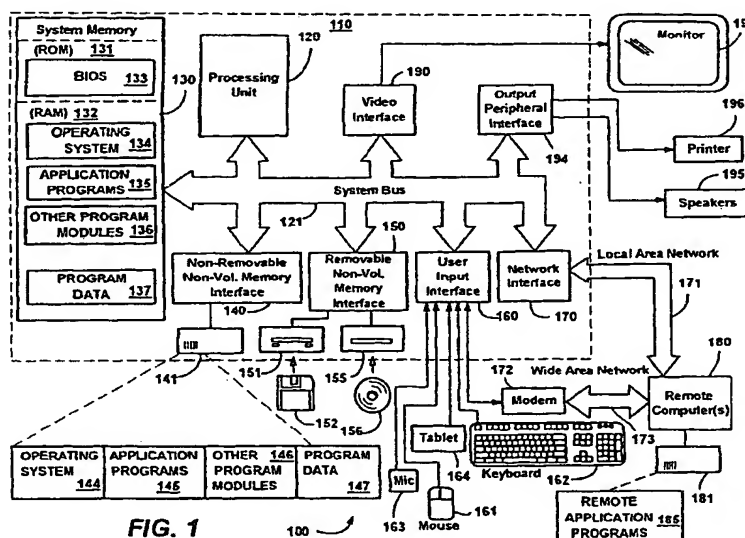 System Memory
(ROM) 131
BIOS 133
(RAM) 132
OPERATING
SYSTEM 134
APPLICATION
PROGRAMS 135
OTHER PROGRAM
MODULES 136
PROGRAM
DATA 137
130
110
120
Processing
Unit
190
Video
Interface
Output
Peripheral
Interface
194
Monitor
196
Printer
195
Speakers
System Bus
121
Non-Removable
Non-Vol. Memory
Interface
140
150
Removable
Non-Vol.
Memory
Interface
User
Input
Interface
160
Network
Interface
170
Local Area Network
171
141
151
152
155
156
172
Modem
Wide Area Network
173
180
Remote
Computer(s)
181
Tablet
164
Keyboard
162
Mic
163
Mouse
161
OPERATING
SYSTEM 144
APPLICATION
PROGRAMS 145
OTHER 146
PROGRAM
MODULES
PROGRAM
DATA 147
REMOTE
APPLICATION
PROGRAMS 185
FIG. 1
100